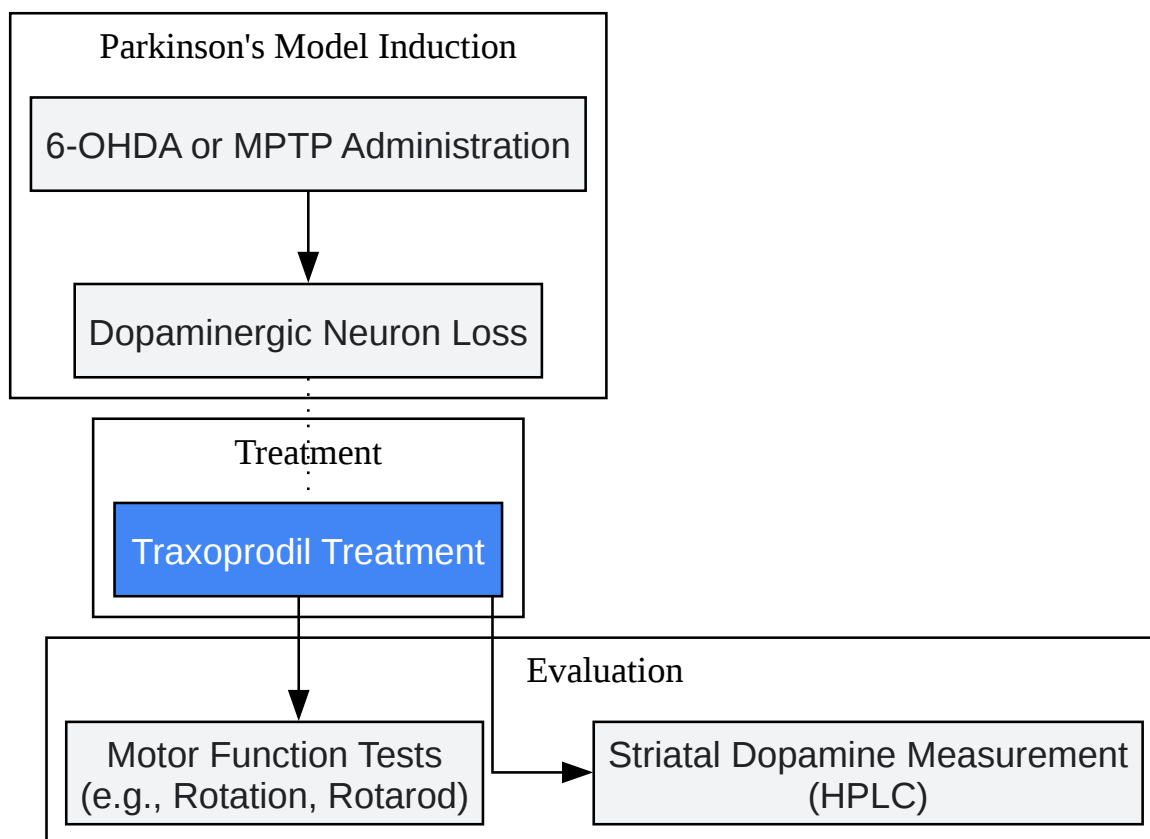 Parkinson's Model Induction
6-OHDA or MPTP Administration
Dopaminergic Neuron Loss
Treatment
Traxoprodil Treatment
Evaluation
Motor Function Tests
(e.g., Rotation, Rotarod)
Striatal Dopamine Measurement
(HPLC)